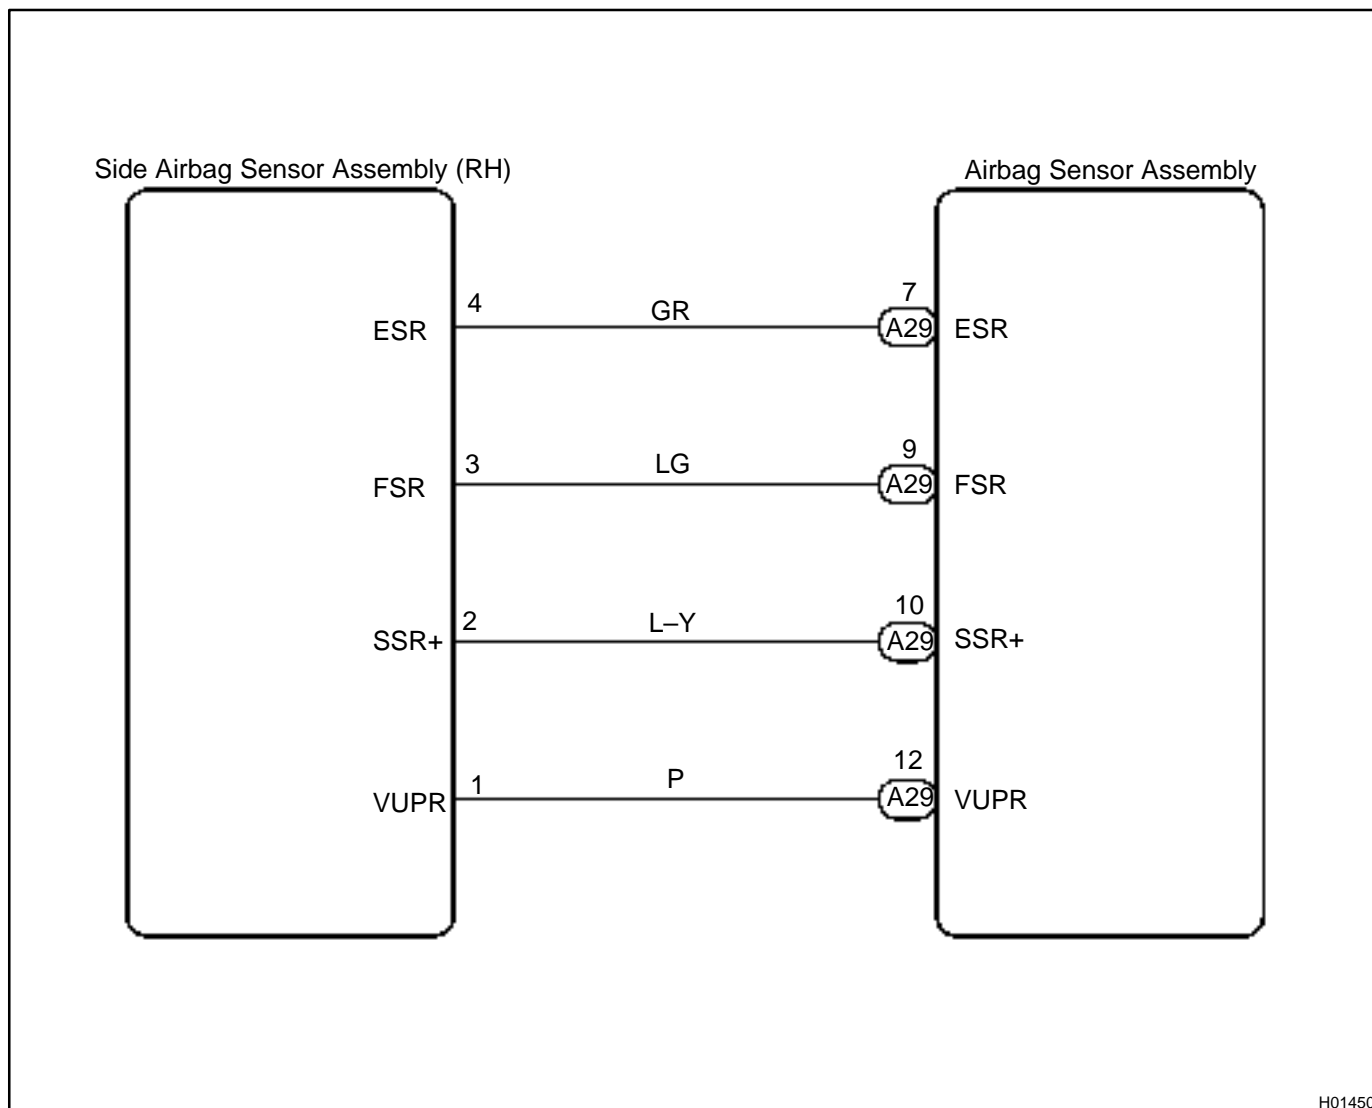 Side Airbag Sensor Assembly (RH)
Airbag Sensor Assembly
ESR
4
GR
7
A29
ESR
FSR
3
LG
9
A29
FSR
SSR+
2
L–Y
10
A29
SSR+
VUPR
1
P
12
A29
VUPR
H01450